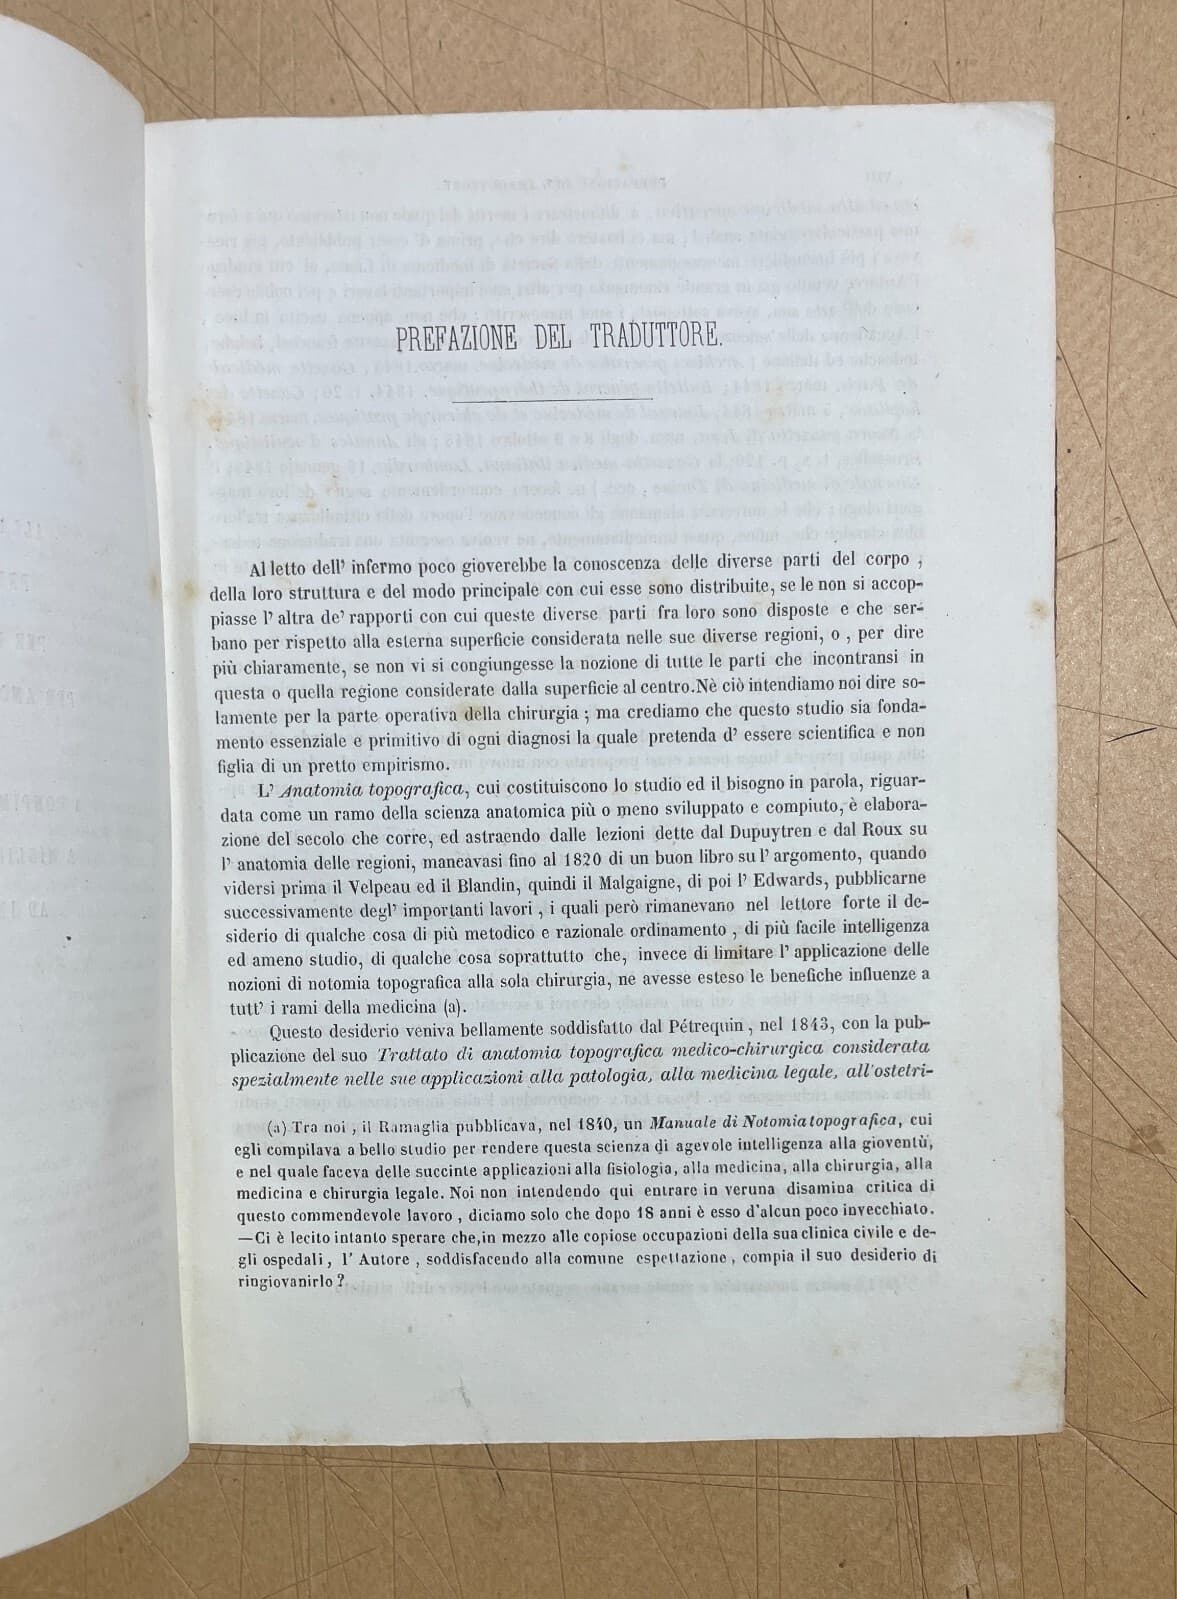 PREFAZIONE DEL TRADUTTORE.
Al letto dell' infermo poco gioverebbe la conoscenza delle diverse parti del corpo ,
della loro struttura e del modo principale con cui esse sono distribuite, se le non si accop-
piasse l' altra de' rapporti con cui queste diverse parti fra loro sono disposte e che ser-
bano per rispetto alla esterna superficie considerata nelle sue diverse regioni, o , per dire
più chiaramente, se non vi si congiungesse la nozione di tutte le parti che incontransi in
questa o quella regione considerate dalla superficie al centro.Nè ciò intendiamo noi dire so-
lamente per la parte operativa della chirurgia ; ma crediamo che questo studio sia fonda-
mento essenziale e primitivo di ogni diagnosi la quale pretenda d' essere scientifica e non
figlia di un pretto empirismo.
L' Anatomia topografica, cui costituiscono lo studio ed il bisogno in parola, riguar-
data come un ramo della scienza anatomica più o meno sviluppato e compiuto, è elabora-
zione del secolo che corre, ed astraendo dalle lezioni dette dal Dupuytren e dal Roux su
l' anatomia delle regioni, mancavasi fino al 1820 di un buon libro su l' argomento, quando
vidersi prima il Velpeau ed il Blandin, quindi il Malgaigne, di poi l' Edwards, pubblicarne
successivamente degl' importanti lavori , i quali però rimanevano nel lettore forte il de-
siderio di qualche cosa di più metodico e razionale ordinamento , di più facile intelligenza
ed ameno studio, di qualche cosa soprattutto che, invece di limitare l' applicazione delle
nozioni di notomia topografica alla sola chirurgia, ne avesse esteso le benefiche influenze a
tutt' i rami della medicina (a).
Questo desiderio veniva bellamente soddisfatto dal Pétrequin , nel 1843, con la pub-
plicazione del suo Trattato di anatomia topografica medico-chirurgica considerata
spezialmente nelle sue applicazioni alla patologia, alla medicina legale, all'ostetri-
(a) Tra noi , il Ramaglia pubblicava, nel 1840, un Manuale di Notomia topografica, cui
egli compilava a bello studio per rendere questa scienza di agevole intelligenza alla gioventù,
e nel quale faceva delle succinte applicazioni alla fisiologia, alla medicina, alla chirurgia, alla
medicina e chirurgia legale. Noi non intendendo qui entrare in veruna disamina critica di
questo commendevole lavoro , diciamo solo che dopo 18 anni è esso d'alcun poco invecchiato.
—Ci è lecito intanto sperare che,in mezzo alle copiose occupazioni della sua clinica civile e de-
gli ospedali, l' Autore , soddisfacendo alla comune espettazione , compia il suo desiderio di
ringiovanirlo ?